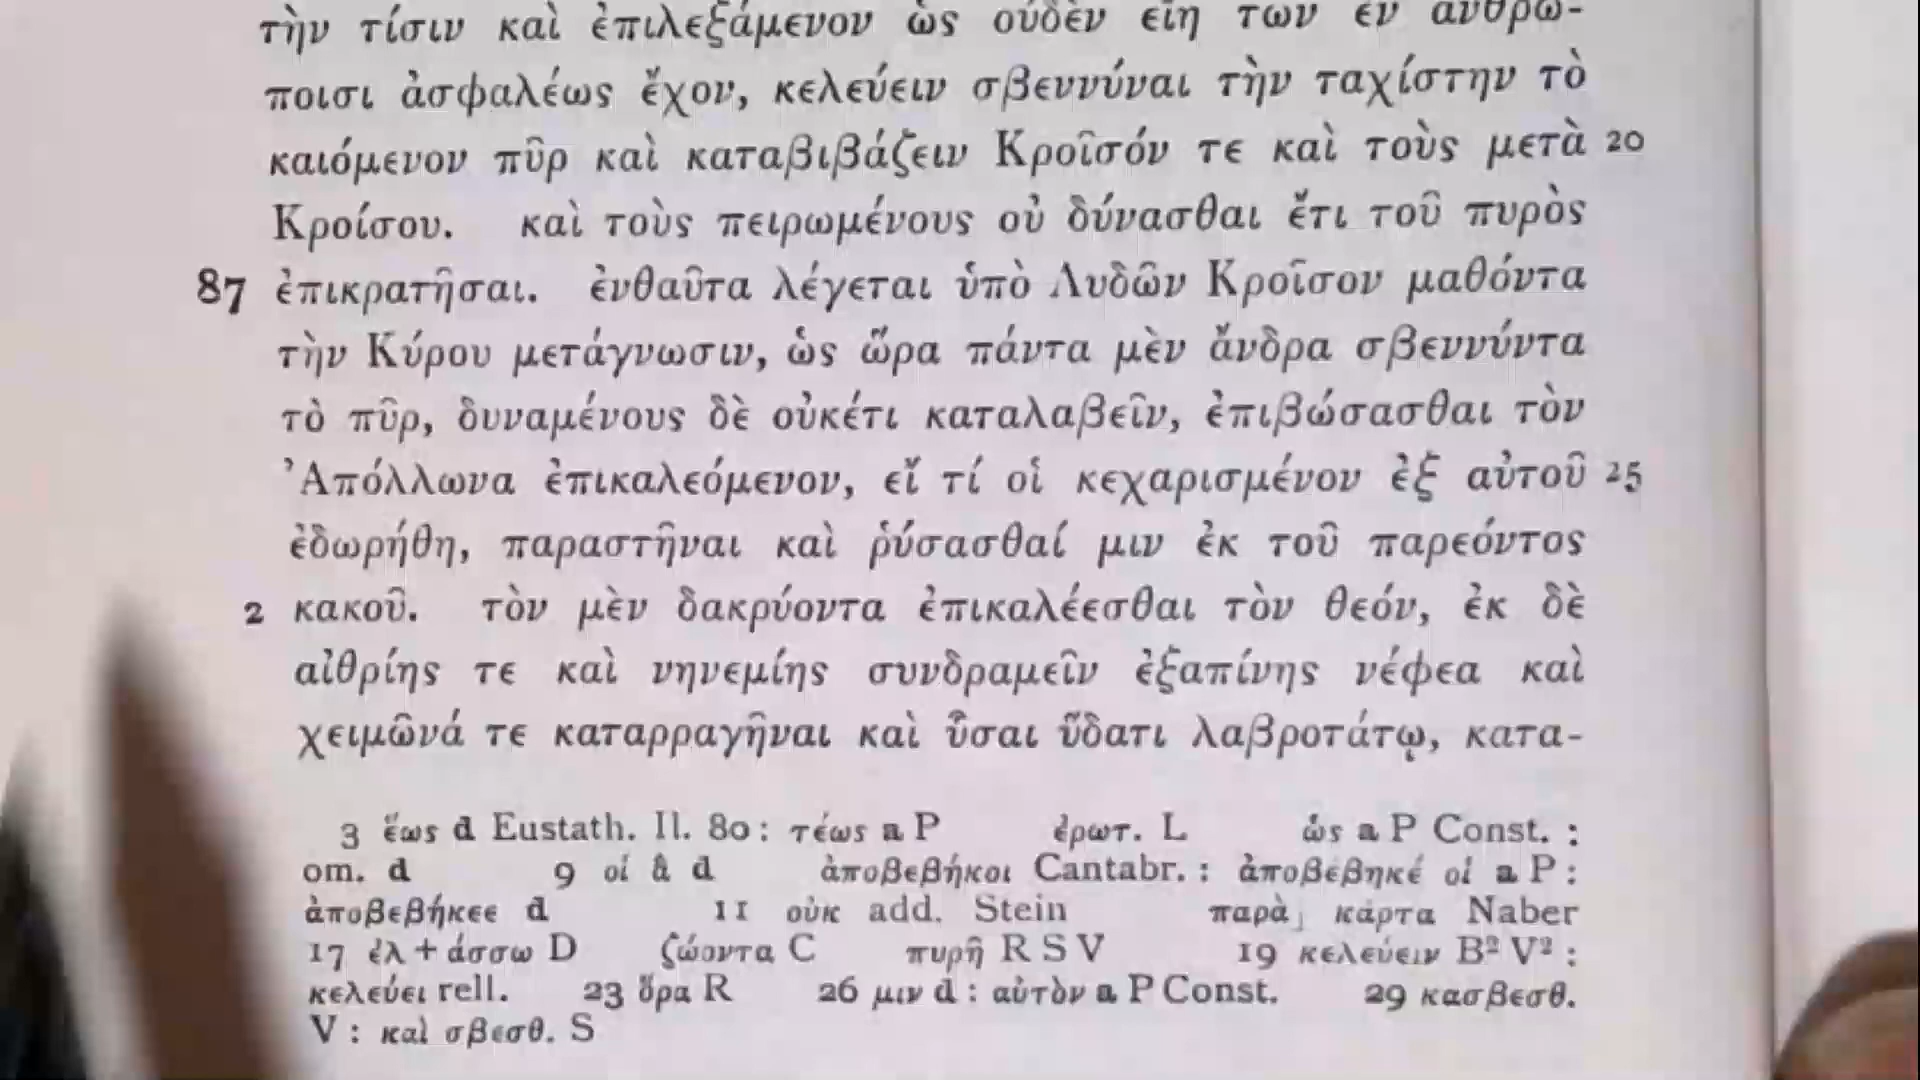 τὴν τίσιν καὶ ἐπιλεξάμενον ὡς οὐδὲν εἴη τῶν ἐν ἀνθρώ-
ποισι ἀσφαλέως ἔχον, κελεύειν σβεννύναι τὴν ταχίστην τὸ
καιόμενον πῦρ καὶ καταβιβάζειν Κροῖσόν τε καὶ τοὺς μετὰ 20
Κροίσου. καὶ τοὺς πειρωμένους οὐ δύνασθαι ἔτι τοῦ πυρὸς
87 ἐπικρατῆσαι. ἐνθαῦτα λέγεται ὑπὸ Λυδῶν Κροῖσον μαθόντα
τὴν Κύρου μετάγνωσιν, ὡς ὥρα πάντα μὲν ἄνδρα σβεννύντα
τὸ πῦρ, δυναμένους δὲ οὐκέτι καταλαβεῖν, ἐπιβώσασθαι τὸν
Ἀπόλλωνα ἐπικαλεόμενον, εἴ τί οἱ κεχαρισμένον ἐξ αὐτοῦ 25
ἐδωρήθη, παραστῆναι καὶ ῥύσασθαί μιν ἐκ τοῦ παρεόντος
2 κακοῦ. τὸν μὲν δακρύοντα ἐπικαλέεσθαι τὸν θεόν, ἐκ δὲ
αἰθρίης τε καὶ νηνεμίης συνδραμεῖν ἐξαπίνης νέφεα καὶ
χειμῶνά τε καταρραγῆναι καὶ ὗσαι ὕδατι λαβροτάτῳ, κατα-
3 ἕως d Eustath. Il. 80 : τέως a P ἐρωτ. L ὡς a P Const. :
om. d 9 οἱ ἃ d ἀποβεβήκοι Cantabr. : ἀποβέβηκέ οἱ a P :
ἀποβεβήκεε d 11 οὐκ add. Stein παρὰ] κάρτα Naber
17 ἐλ + άσσω D ζώοντα C πυρῇ R S V 19 κελεύειν B² V² :
κελεύει rell. 23 ὅρα R 26 μιν d : αὐτὸν a P Const. 29 κασβεσθ.
V : καὶ σβεσθ. S